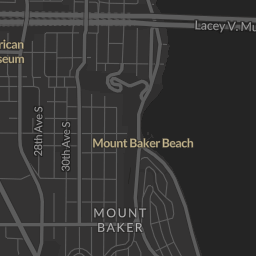 Lacey V. Mu
rican
seum
28th Ave S
30th Ave S
Mount Baker Beach
MOUNT
BAKER